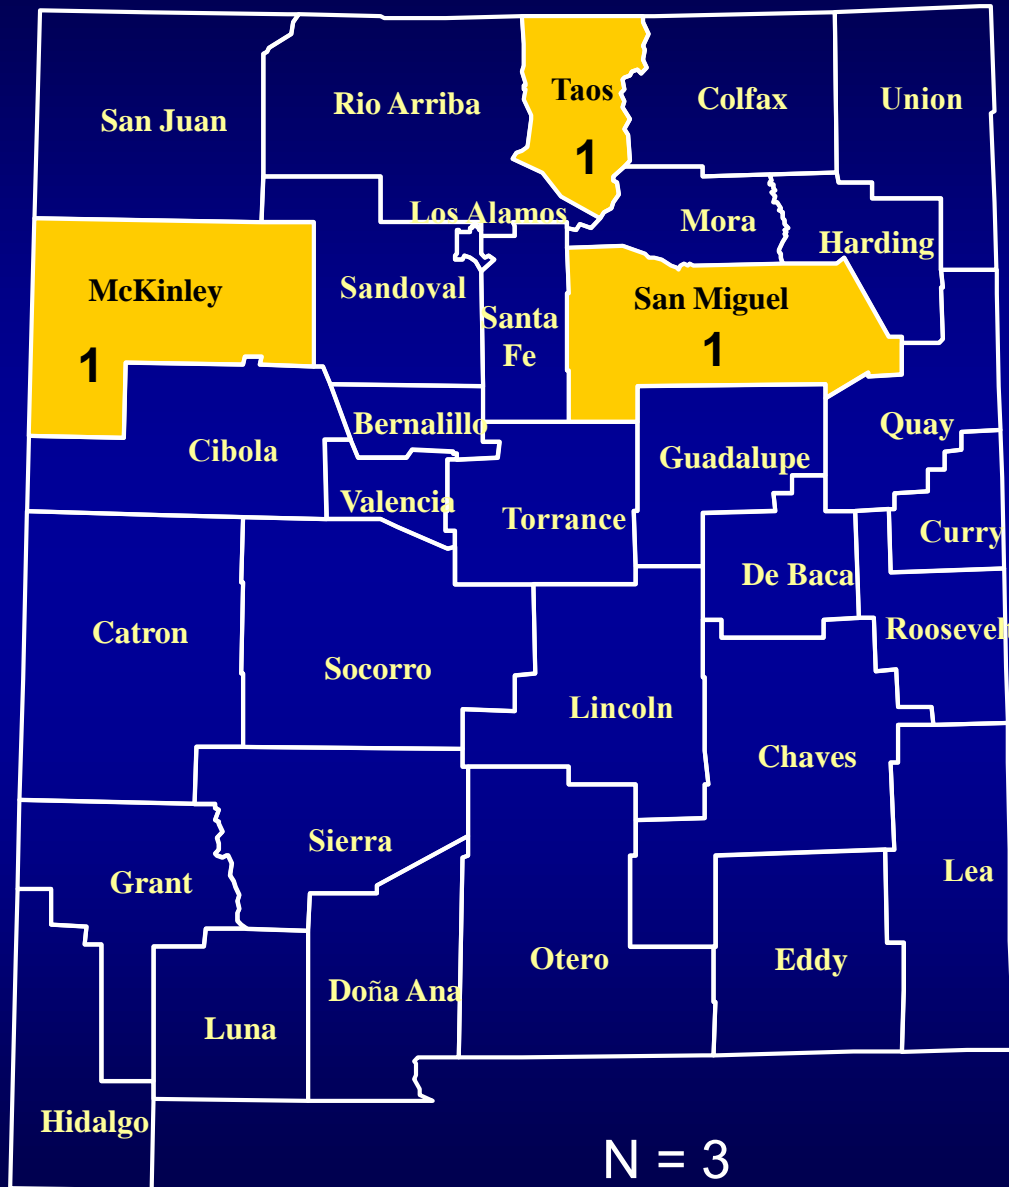 Taos
Colfax
Union
Rio Arriba
San Juan
1
Los Alamos
Mora
Harding
McKinley
Sandoval
San Miguel
Santa
Fe
1
1
Bernalillo
Quay
Cibola
Guadalupe
Valencia
Torrance
Curry
De Baca
Catron
Roosevelt
Socorro
Lincoln
Chaves
Sierra
Grant
Lea
Otero
Eddy
Doña Ana
Luna
Hidalgo
N = 3